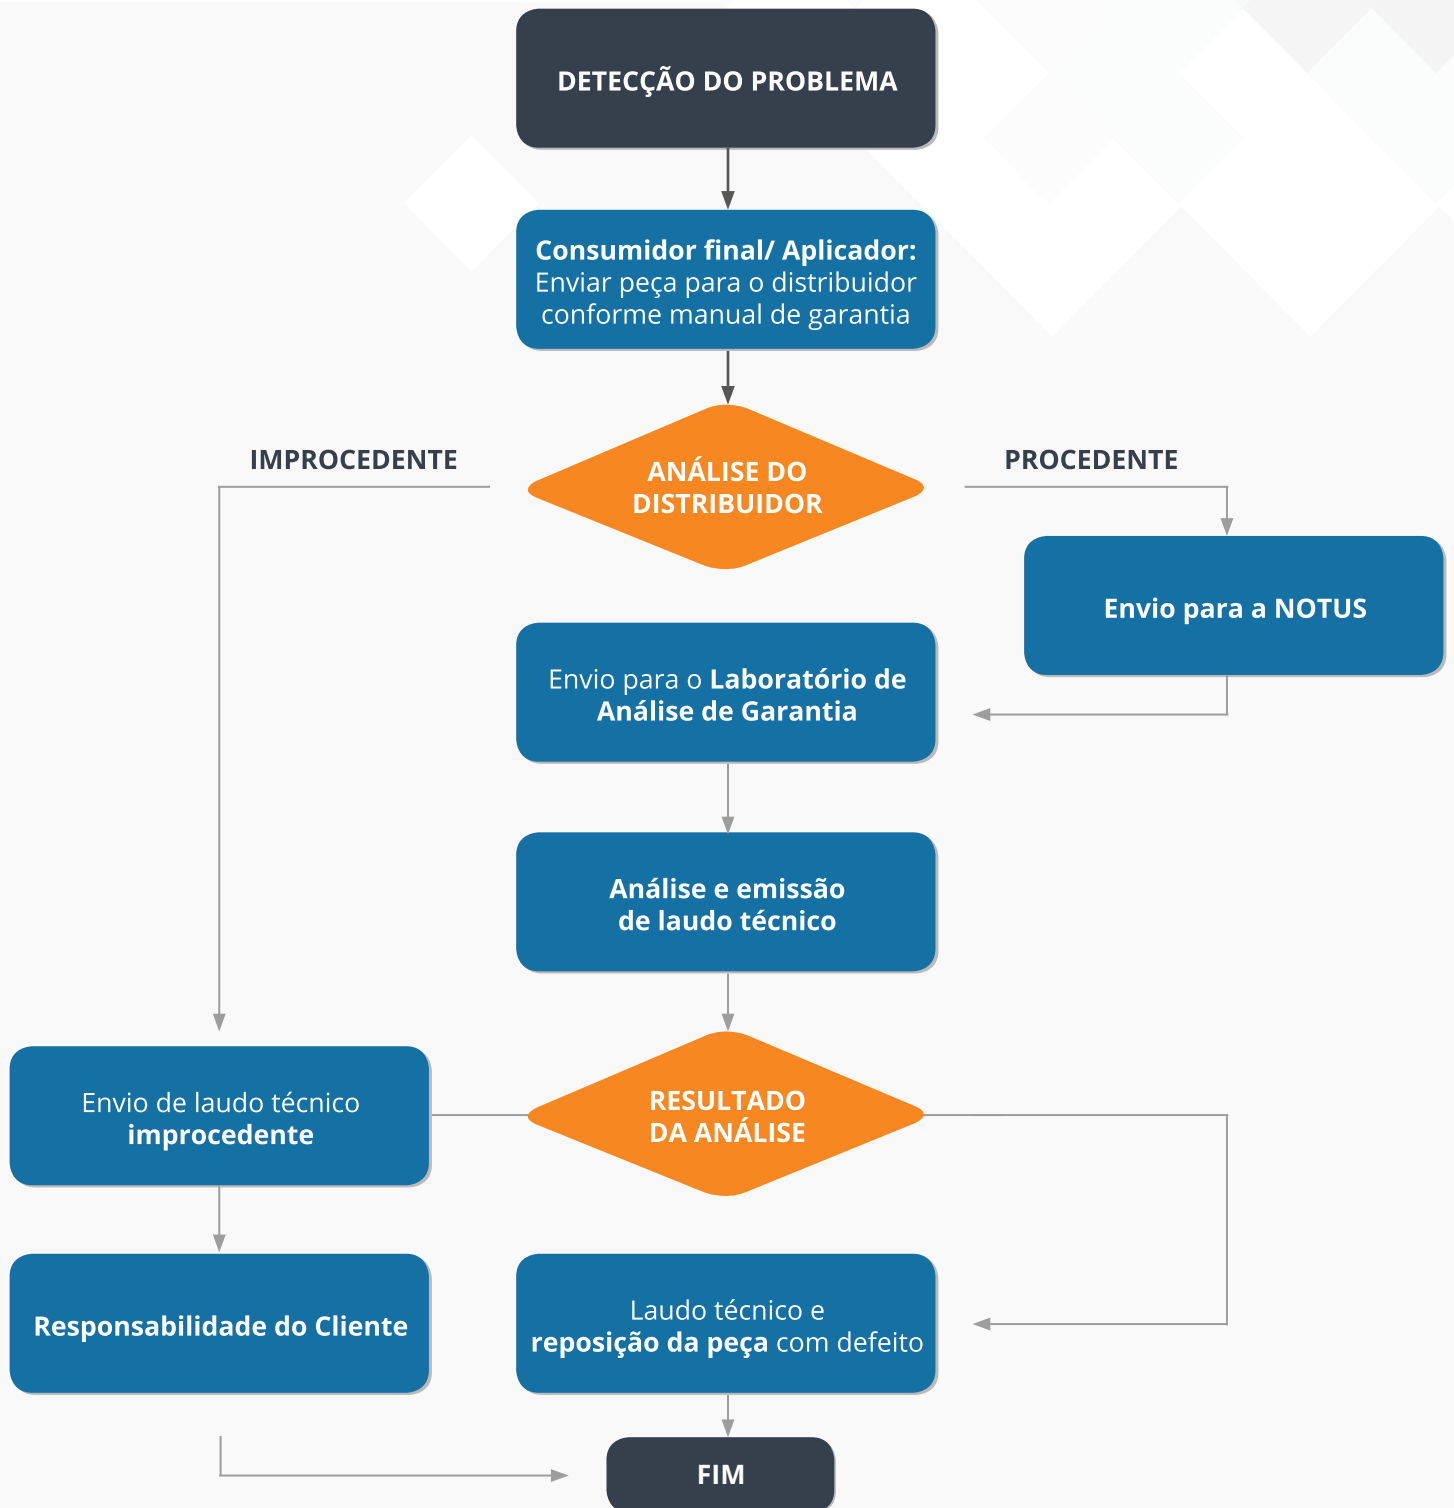 DETECÇÃO DO PROBLEMA
Consumidor final/ Aplicador:
Enviar peça para o distribuidor
conforme manual de garantia
IMPROCEDENTE
PROCEDENTE
ANÁLISE DO
DISTRIBUIDOR
Envio para a NOTUS
Envio para o Laboratório de
Análise de Garantia
Análise e emissão
de laudo técnico
Envio de laudo técnico
improcedente
RESULTADO
DA ANÁLISE
Responsabilidade do Cliente
Laudo técnico e
reposição da peça com defeito
FIM